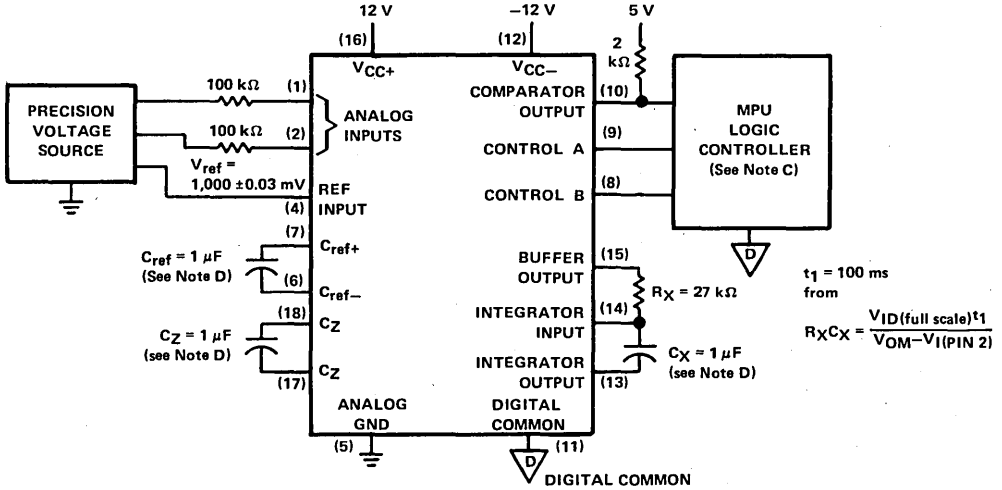 12 V
−12 V
5 V
(16)
(12)
2
kΩ
VCC+
VCC−
100 kΩ
(1)
COMPARATOR
OUTPUT
(10)
PRECISION
VOLTAGE
SOURCE
ANALOG
INPUTS
100 kΩ
(2)
MPU
LOGIC
CONTROLLER
(See Note C)
(9)
CONTROL A
Vref =
1,000 ±0.03 mV
REF
INPUT
(4)
CONTROL B
(8)
(7)
Cref+
Cref = 1 µF
(See Note D)
(6)
Cref−
BUFFER
OUTPUT
(15)
D
RX = 27 kΩ
t1 = 100 ms
from
RXCX = VID(full scale)t1
VOM−VI(PIN 2)
(18)
CZ
CZ = 1 µF
(see Note D)
CZ
(17)
INTEGRATOR
INPUT
(14)
INTEGRATOR
OUTPUT
(13)
CX = 1 µF
(see Note D)
ANALOG
GND
(5)
DIGITAL
COMMON
(11)
D
DIGITAL COMMON